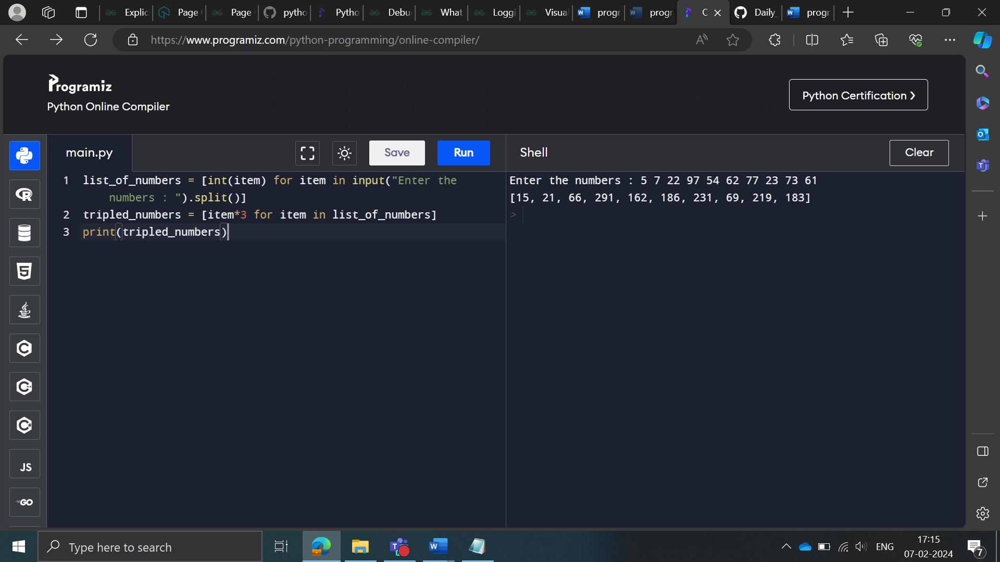 Explic
Page
Page
pytho
Pytho
Debu
What
Loggi
Visua
progr
progr
C
Daily_
progr
https://www.programiz.com/python-programming/online-compiler/
Programiz
Python Online Compiler
Python Certification ❯
main.py
Save
Run
Shell
Clear
1 list_of_numbers = [int(item) for item in input("Enter the
numbers : ").split()]
2 tripled_numbers = [item*3 for item in list_of_numbers]
3 print(tripled_numbers)
Enter the numbers : 5 7 22 97 54 62 77 23 73 61
[15, 21, 66, 291, 162, 186, 231, 69, 219, 183]
>
JS
GO
Type here to search
ENG
17:15
07-02-2024
7